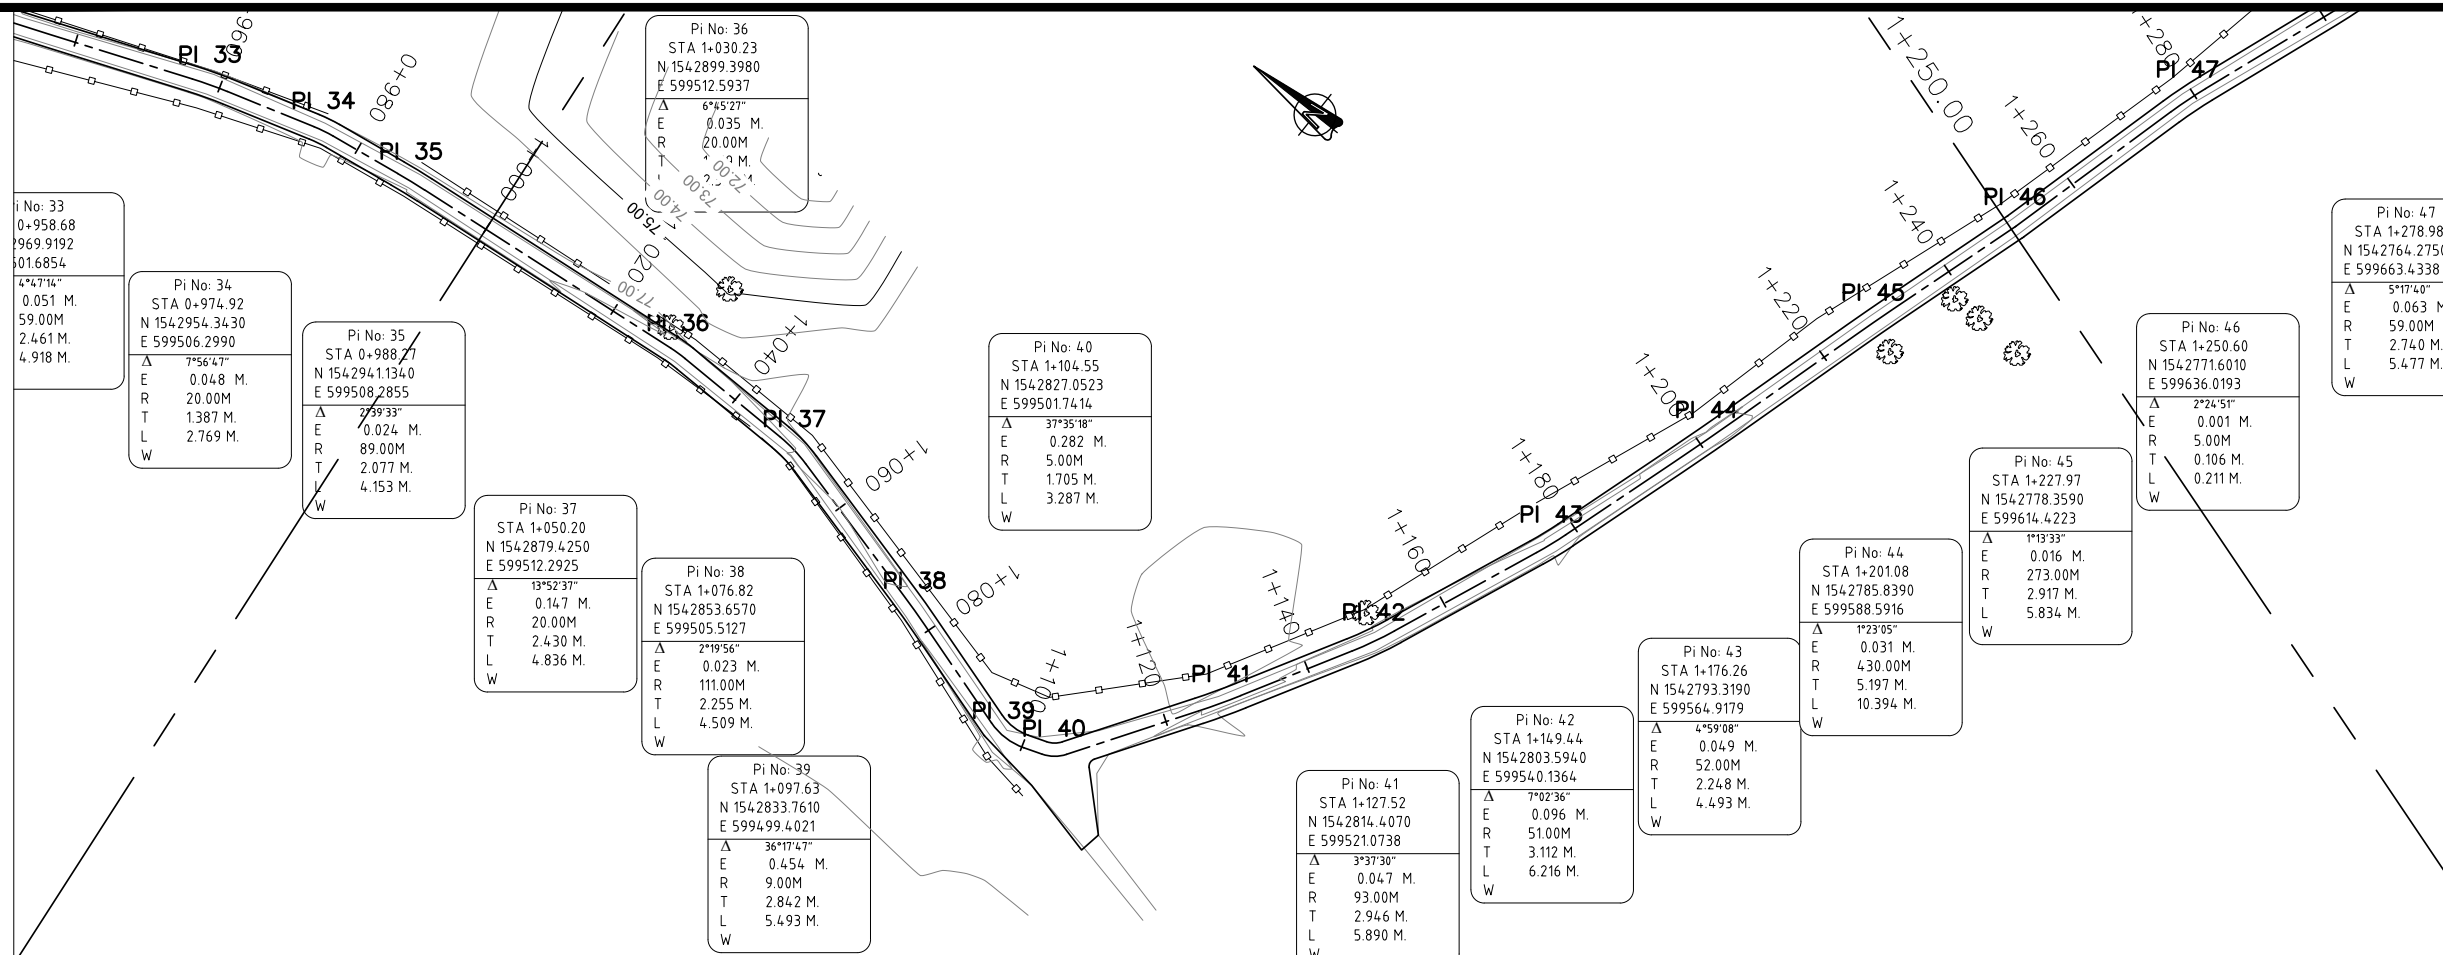 Pi No: 36
STA 1+030.23
N 1542899.3980
E 599512.5937
Δ 6°45'27"
E 0.035 M.
R 20.00M
T
PI 33
PI 34
PI 35
0+980
1+000
1+020
HI 36
1+040
PI 37
1+060
PI 38
1+080
PI 39
1+100
PI 40
1+120
PI 41
1+140
PI 42
1+160
PI 43
1+180
1+200
PI 44
1+220
PI 45
1+240
PI 46
1+250.00
1+260
1+280
PI 47
72.00
73.00
74.00
75.00
77.00
i No: 33
0+958.68
2969.9192
501.6854
4°47'14"
0.051 M.
59.00M
2.461 M.
4.918 M.
Pi No: 34
STA 0+974.92
N 1542954.3430
E 599506.2990
Δ 7°56'47"
E 0.048 M.
R 20.00M
T 1.387 M.
L 2.769 M.
W
Pi No: 35
STA 0+988.27
N 1542941.1340
E 599508.2855
Δ 2°39'33"
E 0.024 M.
R 89.00M
T 2.077 M.
L 4.153 M.
W
Pi No: 37
STA 1+050.20
N 1542879.4250
E 599512.2925
Δ 13°52'37"
E 0.147 M.
R 20.00M
T 2.430 M.
L 4.836 M.
W
Pi No: 38
STA 1+076.82
N 1542853.6570
E 599505.5127
Δ 2°19'56"
E 0.023 M.
R 111.00M
T 2.255 M.
L 4.509 M.
W
Pi No: 39
STA 1+097.63
N 1542833.7610
E 599499.4021
Δ 36°17'47"
E 0.454 M.
R 9.00M
T 2.842 M.
L 5.493 M.
W
Pi No: 40
STA 1+104.55
N 1542827.0523
E 599501.7414
Δ 37°35'18"
E 0.282 M.
R 5.00M
T 1.705 M.
L 3.287 M.
W
Pi No: 41
STA 1+127.52
N 1542814.4070
E 599521.0738
Δ 3°37'30"
E 0.047 M.
R 93.00M
T 2.946 M.
L 5.890 M.
W
Pi No: 42
STA 1+149.44
N 1542803.5940
E 599540.1364
Δ 7°02'36"
E 0.096 M.
R 51.00M
T 3.112 M.
L 6.216 M.
W
Pi No: 43
STA 1+176.26
N 1542793.3190
E 599564.9179
Δ 4°59'08"
E 0.049 M.
R 52.00M
T 2.248 M.
L 4.493 M.
W
Pi No: 44
STA 1+201.08
N 1542785.8390
E 599588.5916
Δ 1°23'05"
E 0.031 M.
R 430.00M
T 5.197 M.
L 10.394 M.
W
Pi No: 45
STA 1+227.97
N 1542778.3590
E 599614.4223
Δ 1°13'33"
E 0.016 M.
R 273.00M
T 2.917 M.
L 5.834 M.
W
Pi No: 46
STA 1+250.60
N 1542771.6010
E 599636.0193
Δ 2°24'51"
E 0.001 M.
R 5.00M
T 0.106 M.
L 0.211 M.
W
Pi No: 47
STA 1+278.98
N 1542764.2750
E 599663.4338
Δ 5°17'40"
E 0.063 M
R 59.00M
T 2.740 M.
L 5.477 M.
W